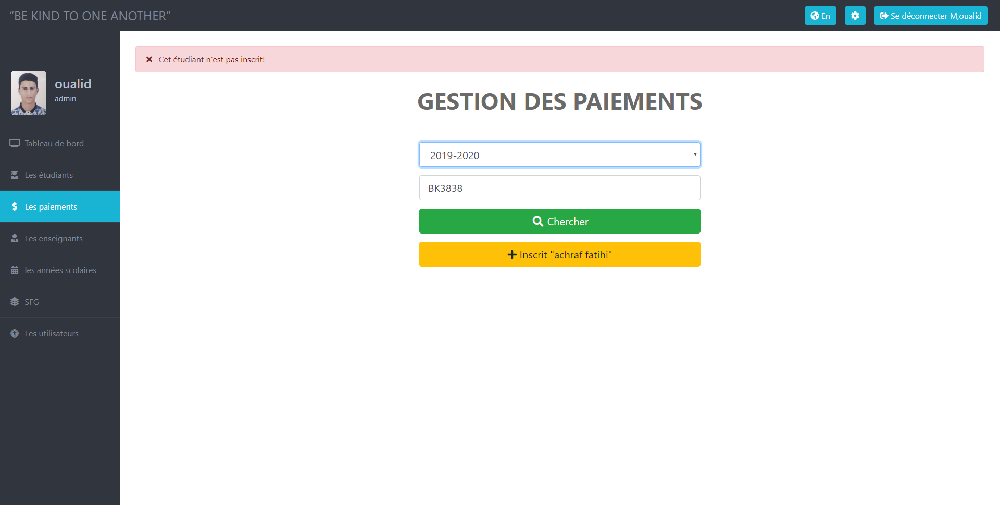 “BE KIND TO ONE ANOTHER”
En
Se déconnecter M,oualid
oualid
admin
Tableau de bord
Les étudiants
Les paiements
Les enseignants
les années scolaires
SFG
Les utilisateurs
Cet étudiant n'est pas inscrit!
GESTION DES PAIEMENTS
2019-2020
BK3838
Chercher
Inscrit "achraf fatihi"